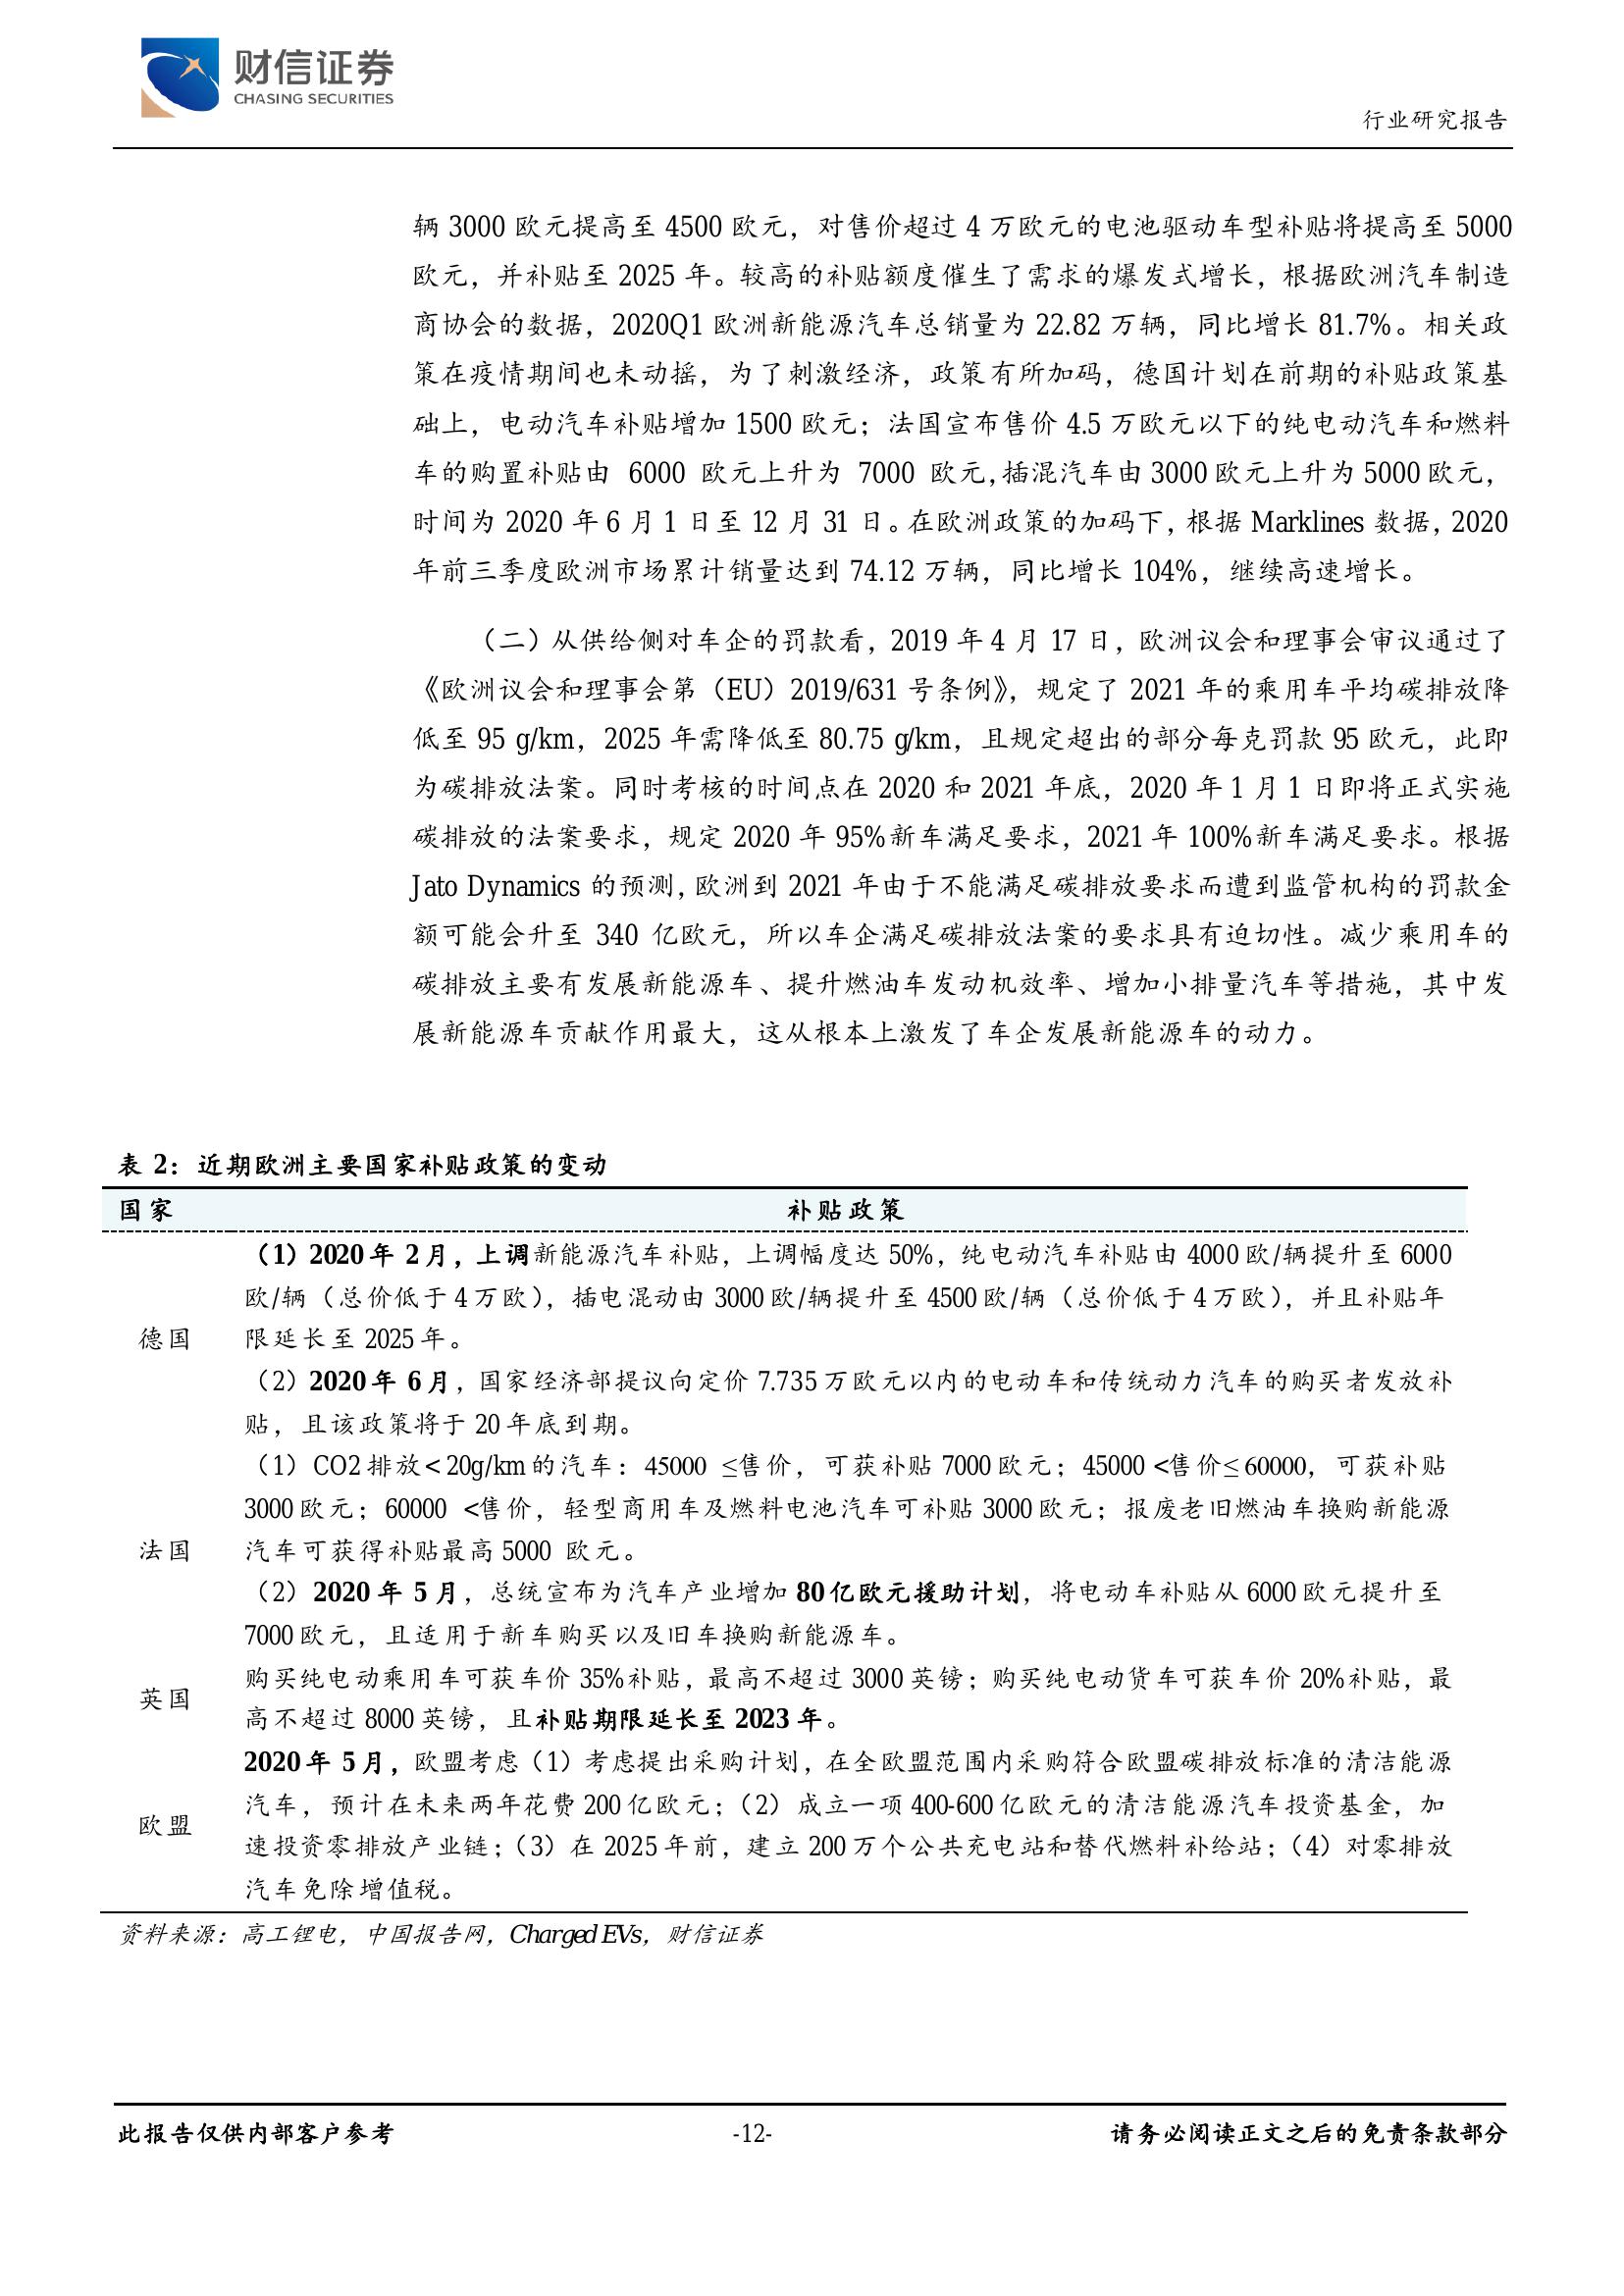 财信证券
CHASING SECURITIES
行业研究报告
辆 3000 欧元提高至 4500 欧元，对售价超过 4 万欧元的电池驱动车型补贴将提高至 5000
欧元，并补贴至 2025 年。较高的补贴额度催生了需求的爆发式增长，根据欧洲汽车制造
商协会的数据，2020Q1 欧洲新能源汽车总销量为 22.82 万辆，同比增长 81.7%。相关政
策在疫情期间也未动摇，为了刺激经济，政策有所加码，德国计划在前期的补贴政策基
础上，电动汽车补贴增加 1500 欧元；法国宣布售价 4.5 万欧元以下的纯电动汽车和燃料
车的购置补贴由 6000 欧元上升为 7000 欧元，插混汽车由 3000 欧元上升为 5000 欧元，
时间为 2020 年 6 月 1 日至 12 月 31 日。在欧洲政策的加码下，根据 Marklines 数据，2020
年前三季度欧洲市场累计销量达到 74.12 万辆，同比增长 104%，继续高速增长。
（二）从供给侧对车企的罚款看，2019 年 4 月 17 日，欧洲议会和理事会审议通过了
《欧洲议会和理事会第（EU）2019/631 号条例》，规定了 2021 年的乘用车平均碳排放降
低至 95 g/km，2025 年需降低至 80.75 g/km，且规定超出的部分每克罚款 95 欧元，此即
为碳排放法案。同时考核的时间点在 2020 和 2021 年底，2020 年 1 月 1 日即将正式实施
碳排放的法案要求，规定 2020 年 95%新车满足要求，2021 年 100%新车满足要求。根据
Jato Dynamics 的预测，欧洲到 2021 年由于不能满足碳排放要求而遭到监管机构的罚款金
额可能会升至 340 亿欧元，所以车企满足碳排放法案的要求具有迫切性。减少乘用车的
碳排放主要有发展新能源车、提升燃油车发动机效率、增加小排量汽车等措施，其中发
展新能源车贡献作用最大，这从根本上激发了车企发展新能源车的动力。
表 2：近期欧洲主要国家补贴政策的变动
国家 补贴政策
德国
（1）2020 年 2 月，上调新能源汽车补贴，上调幅度达 50%，纯电动汽车补贴由 4000 欧/辆提升至 6000
欧/辆（总价低于 4 万欧），插电混动由 3000 欧/辆提升至 4500 欧/辆（总价低于 4 万欧），并且补贴年
限延长至 2025 年。
（2）2020 年 6 月，国家经济部提议向定价 7.735 万欧元以内的电动车和传统动力汽车的购买者发放补
贴，且该政策将于 20 年底到期。
法国
（1）CO2 排放< 20g/km 的汽车：45000 ≤售价，可获补贴 7000 欧元；45000 <售价≤ 60000，可获补贴
3000 欧元；60000 <售价，轻型商用车及燃料电池汽车可补贴 3000 欧元；报废老旧燃油车换购新能源
汽车可获得补贴最高 5000 欧元。
（2）2020 年 5 月，总统宣布为汽车产业增加 80 亿欧元援助计划，将电动车补贴从 6000 欧元提升至
7000 欧元，且适用于新车购买以及旧车换购新能源车。
英国
购买纯电动乘用车可获车价 35%补贴，最高不超过 3000 英镑；购买纯电动货车可获车价 20%补贴，最
高不超过 8000 英镑，且补贴期限延长至 2023 年。
欧盟
2020 年 5 月，欧盟考虑（1）考虑提出采购计划，在全欧盟范围内采购符合欧盟碳排放标准的清洁能源
汽车，预计在未来两年花费 200 亿欧元；（2）成立一项 400-600 亿欧元的清洁能源汽车投资基金，加
速投资零排放产业链；（3）在 2025 年前，建立 200 万个公共充电站和替代燃料补给站；（4）对零排放
汽车免除增值税。
资料来源：高工锂电，中国报告网，Charged EVs，财信证券
此报告仅供内部客户参考 -12- 请务必阅读正文之后的免责条款部分